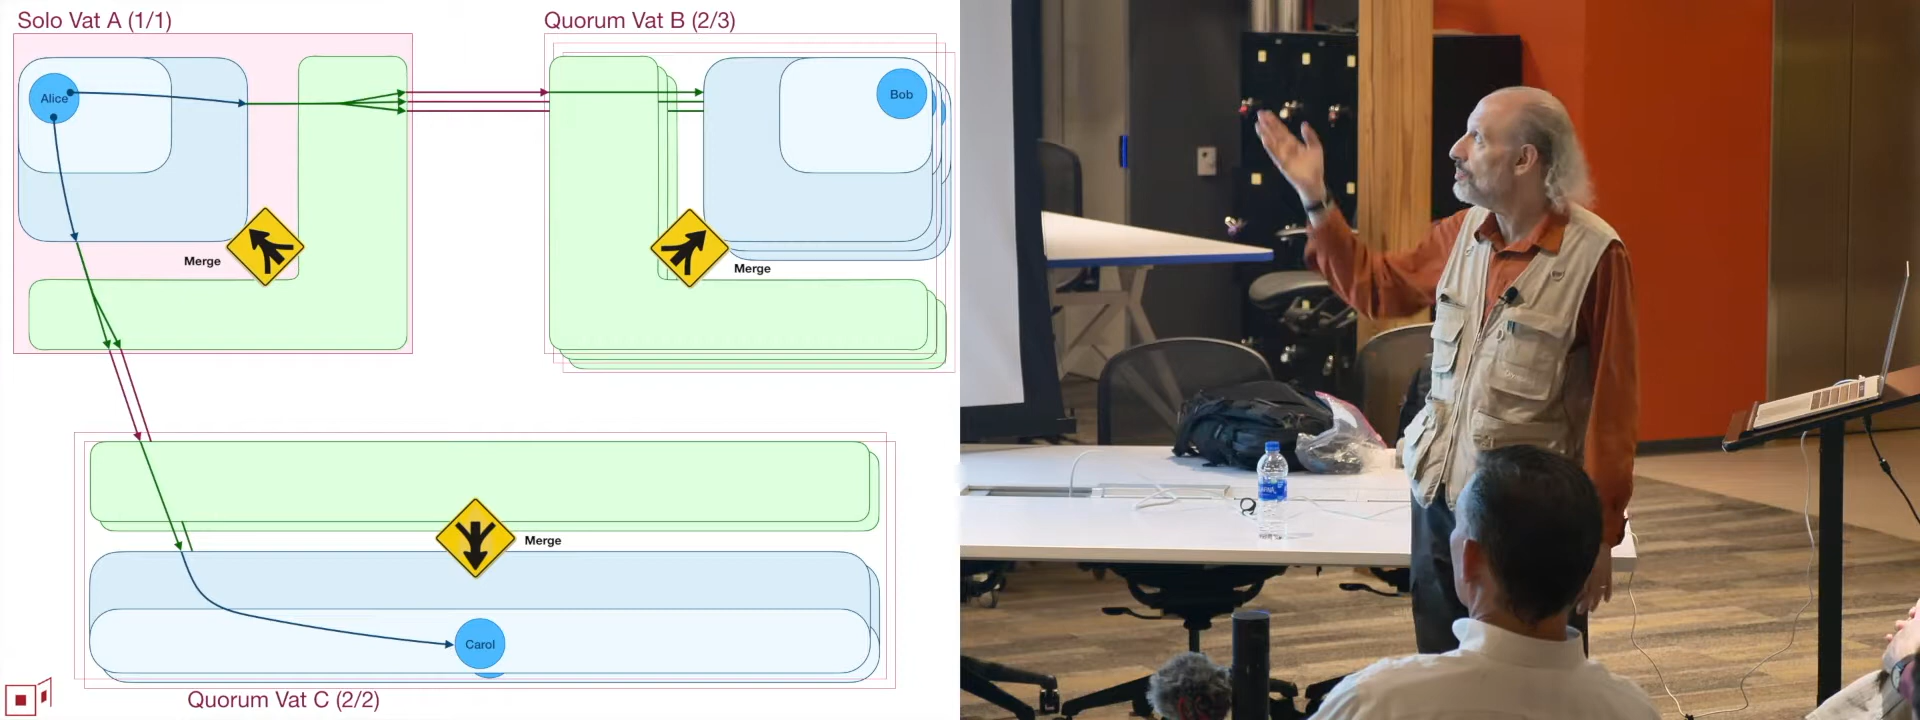 Solo Vat A (1/1)
Quorum Vat B (2/3)
Alice
Bob
Merge
Merge
Merge
Carol
Quorum Vat C (2/2)